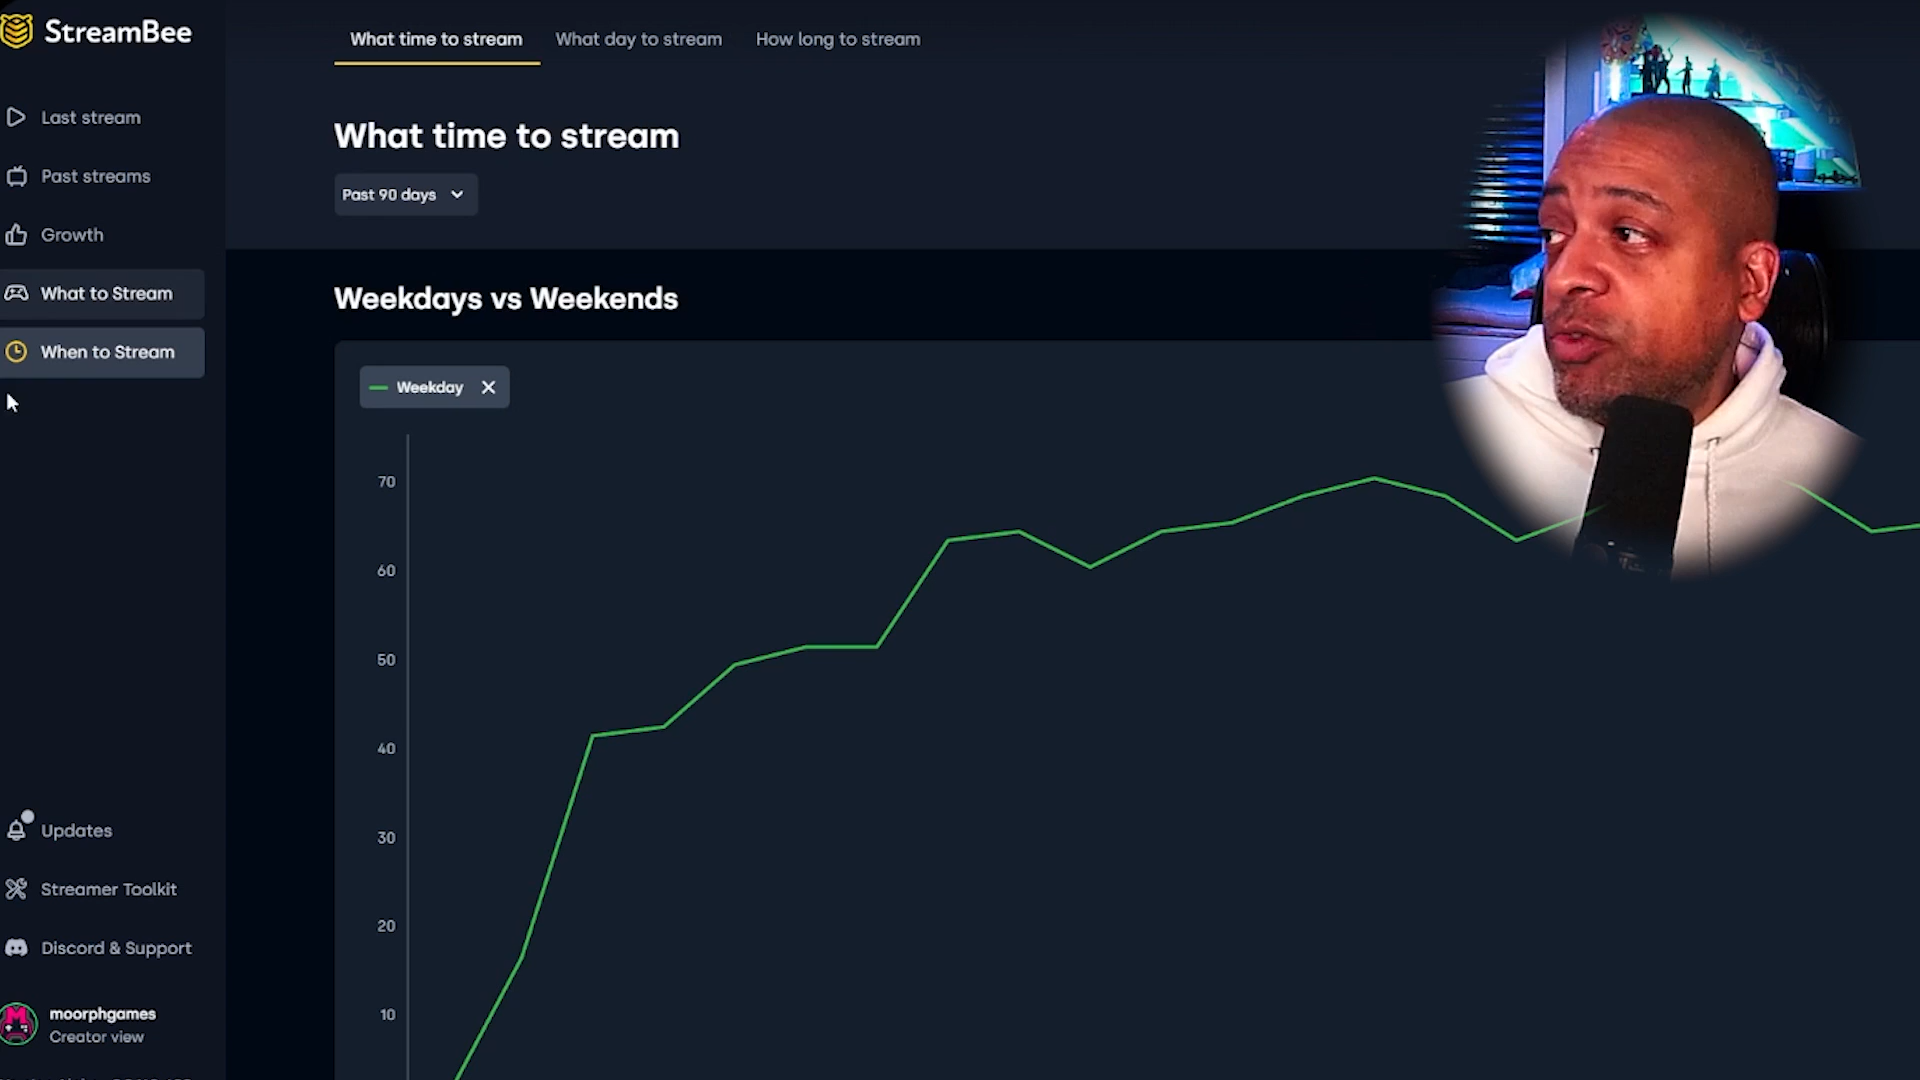 StreamBee
What time to stream
What day to stream
How long to stream
Last stream
Past streams
Growth
What to Stream
When to Stream
What time to stream
Past 90 days
Weekdays vs Weekends
Weekday
70
60
50
40
30
20
10
Updates
Streamer Toolkit
Discord & Support
moorphgames
Creator view